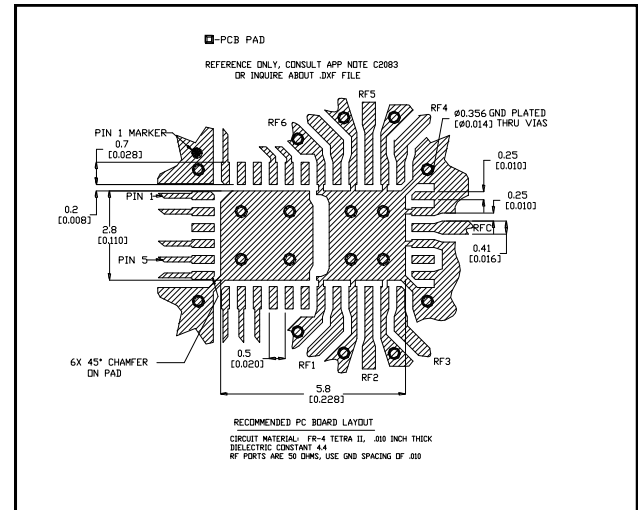 -PCB PAD
REFERENCE ONLY, CONSULT APP NOTE C2083
OR INQUIRE ABOUT .DXF FILE
RF5
RF6
RF4
Ø0.356 GND PLATED
[Ø0.014] THRU VIAS
PIN 1 MARKER
0.7
[0.028]
0.25
[0.010]
0.2
[0.008]
PIN 1
0.25
[0.010]
2.8
[0.110]
RFC
0.41
[0.016]
PIN 5
6X 45° CHAMFER
ON PAD
0.5
[0.020]
RF1
RF2
RF3
5.8
[0.228]
RECOMMENDED PC BOARD LAYOUT
CIRCUIT MATERIAL: FR-4 TETRA II, .010 INCH THICK
DIELECTRIC CONSTANT 4.4
RF PORTS ARE 50 OHMS, USE GND SPACING OF .010